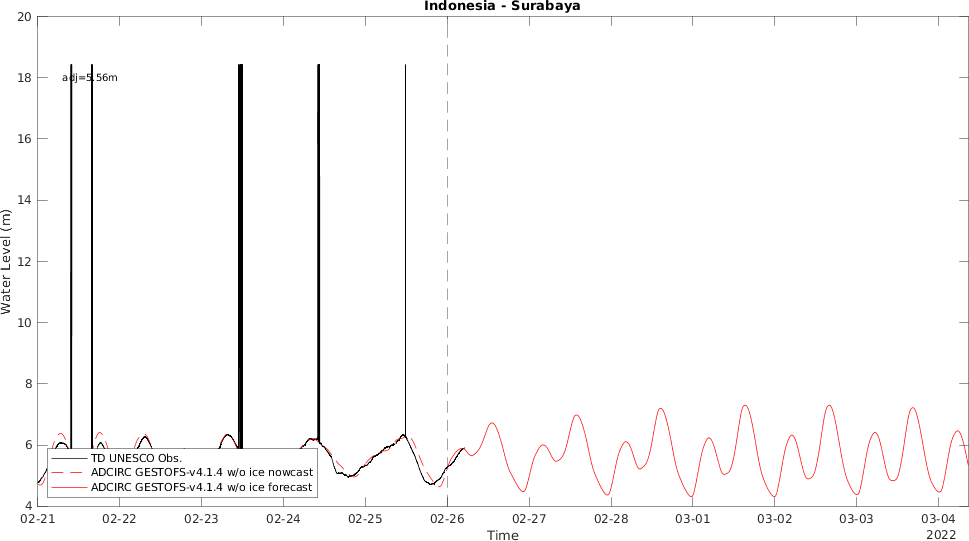 Indonesia - Surabaya
20
18
16
14
12
10
8
6
4
Water Level (m)
adj=5.56m
TD UNESCO Obs.
ADCIRC GESTOFS-v4.1.4 w/o ice nowcast
ADCIRC GESTOFS-v4.1.4 w/o ice forecast
02-21 02-22 02-23 02-24 02-25 02-26 02-27 02-28 03-01 03-02 03-03 03-04
Time
2022